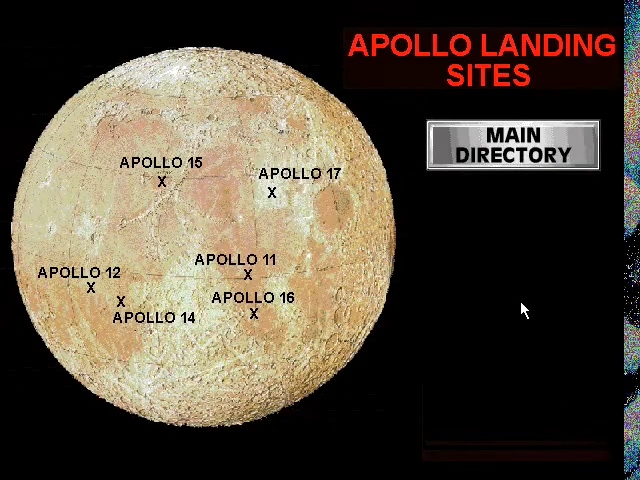 APOLLO LANDING
SITES
MAIN
DIRECTORY
APOLLO 15
X
APOLLO 17
X
APOLLO 11
X
APOLLO 12
X
APOLLO 16
X
X
APOLLO 14